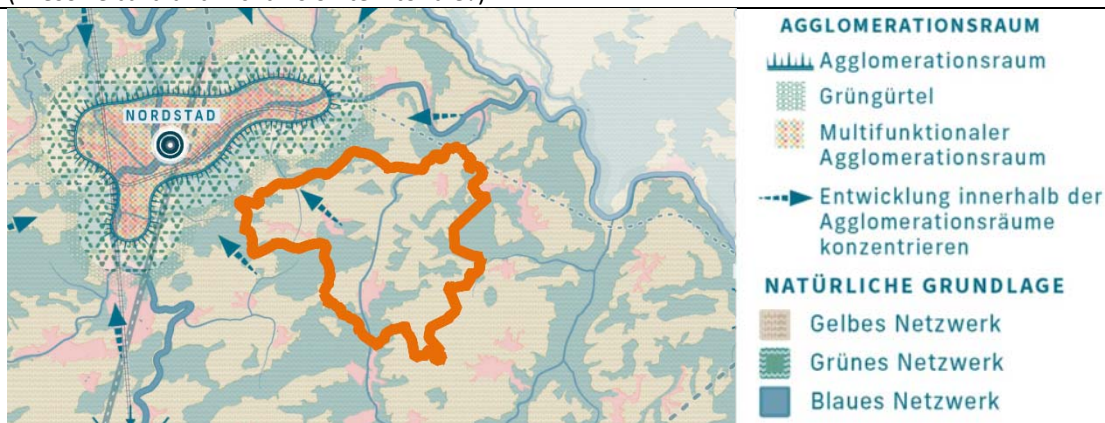 NORDSTAD
AGGLOMERATIONSRAUM
Agglomerationsraum
Grüngürtel
Multifunktionaler
Agglomerationsraum
Entwicklung innerhalb der
Agglomerationsräume
konzentrieren
NATÜRLICHE GRUNDLAGE
Gelbes Netzwerk
Grünes Netzwerk
Blaues Netzwerk